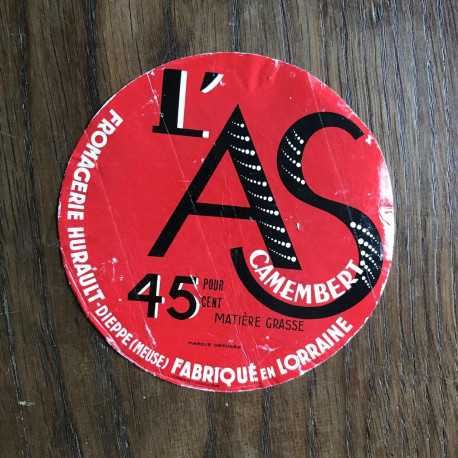 L'AS
CAMEMBERT
45 POUR CENT
MATIÈRE GRASSE
MARQUE DÉPOSÉE
FROMAGERIE HURAULT-DIEPPE (MEUSE) FABRIQUÉ EN LORRAINE